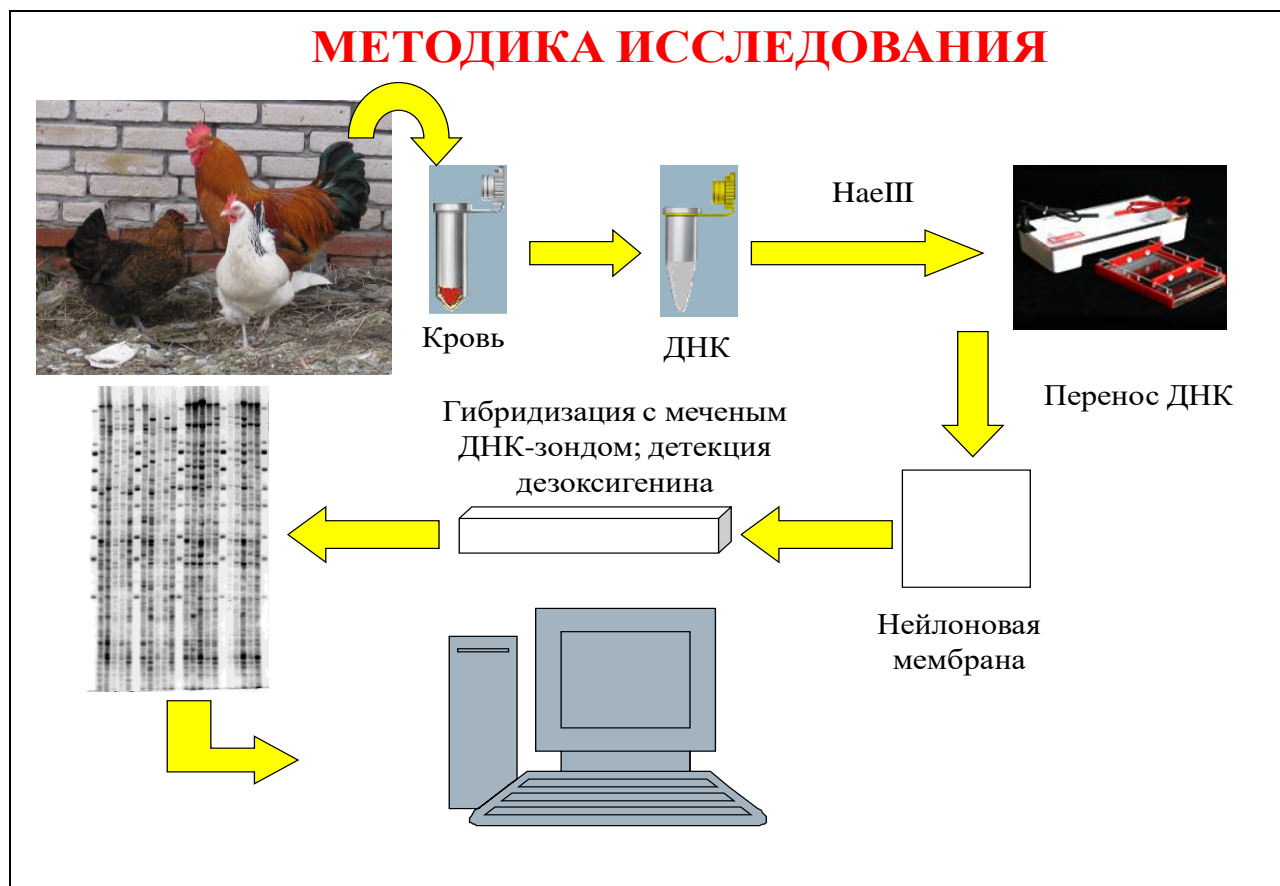 МЕТОДИКА ИССЛЕДОВАНИЯ
HaeIII
Кровь
ДНК
Перенос ДНК
Гибридизация с меченым
ДНК-зондом; детекция
дезоксигенина
Нейлоновая
мембрана